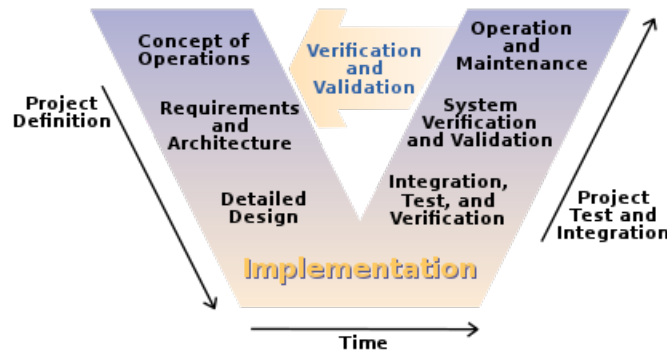 Concept of
Operations
Verification
and
Validation
Operation
and
Maintenance
Project
Definition
Requirements
and
Architecture
System
Verification
and Validation
Detailed
Design
Integration,
Test, and
Verification
Project
Test and
Integration
Implementation
Time